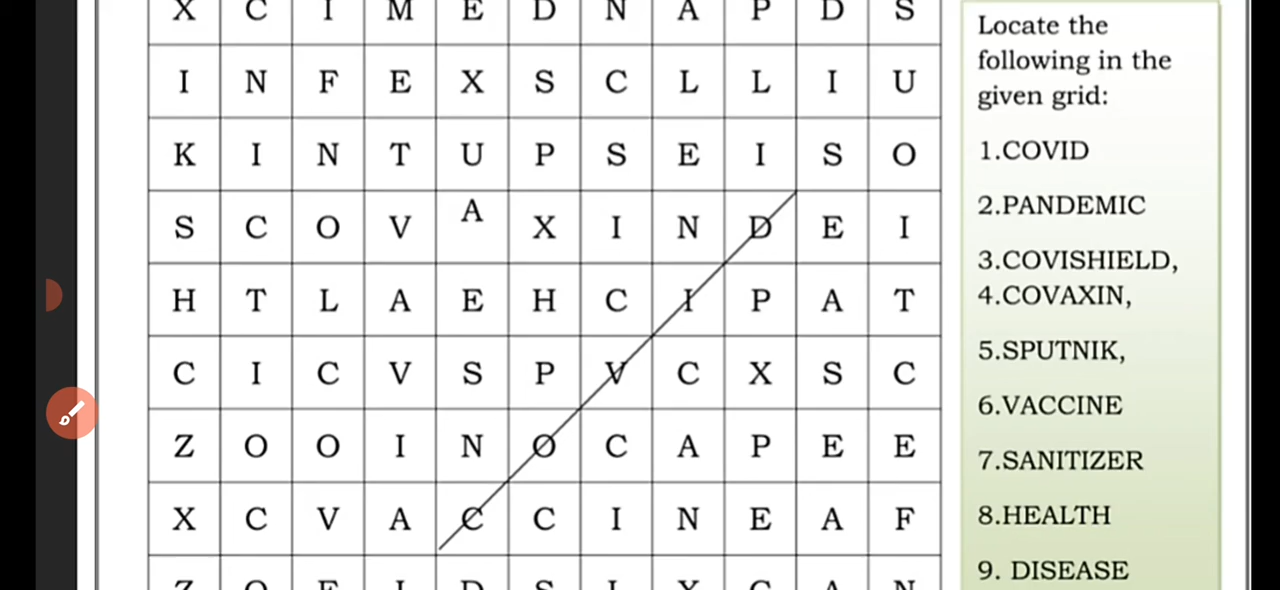 X C I M E D N A P D S
I N F E X S C L L I U
K I N T U P S E I S O
S C O V A X I N D E I
H T L A E H C I P A T
C I C V S P V C X S C
Z O O I N O C A P E E
X C V A C C I N E A F
Locate the
following in the
given grid:
1.COVID
2.PANDEMIC
3.COVISHIELD,
4.COVAXIN,
5.SPUTNIK,
6.VACCINE
7.SANITIZER
8.HEALTH
9. DISEASE